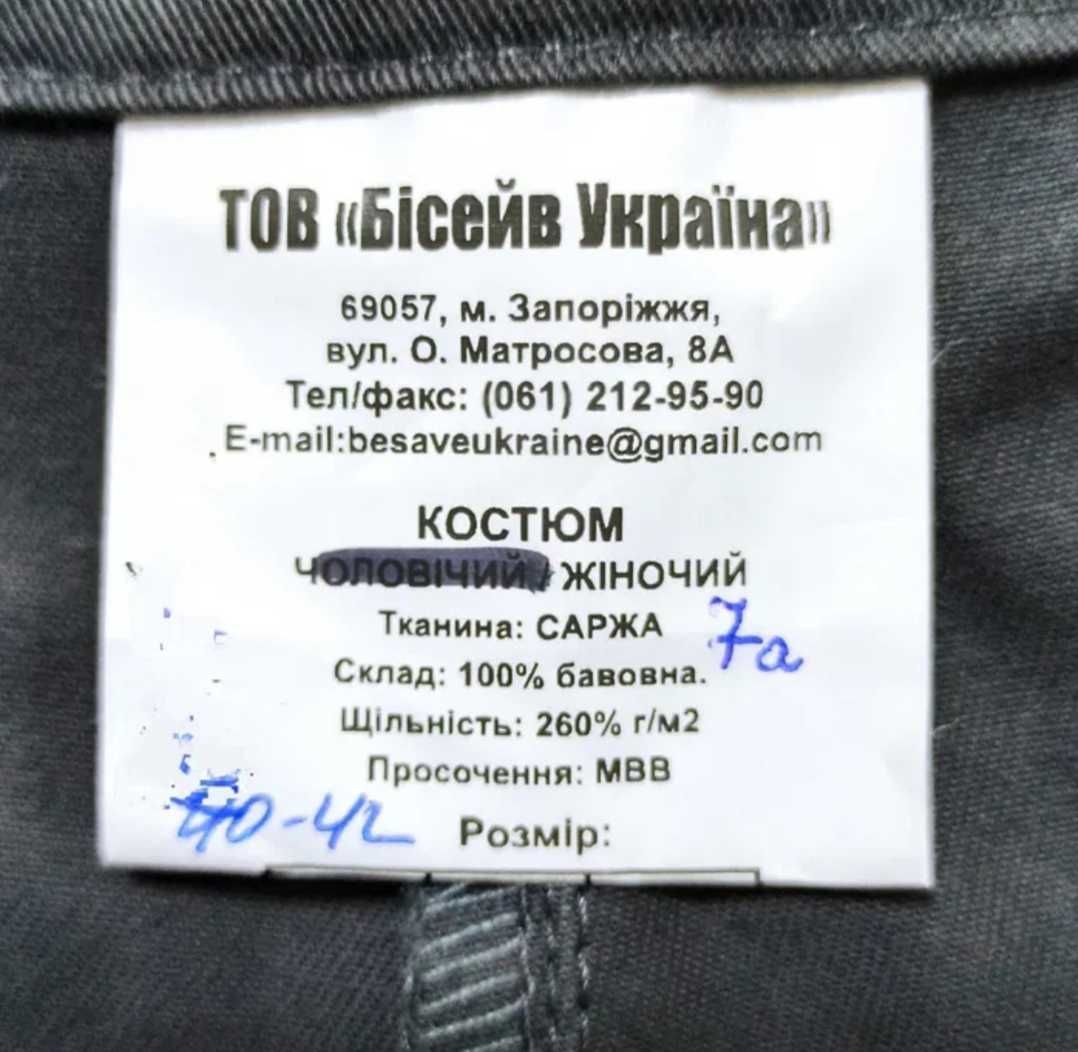 ТОВ «Бісейв Україна»
69057, м. Запоріжжя,
вул. О. Матросова, 8А
Тел/факс: (061) 212-95-90
E-mail:besaveukraine@gmail.com
КОСТЮМ
ЧОЛОВІЧИЙ / ЖІНОЧИЙ
Тканина: САРЖА
7а
Склад: 100% бавовна.
Щільність: 260% г/м2
Просочення: МВВ
40-42 Розмір: